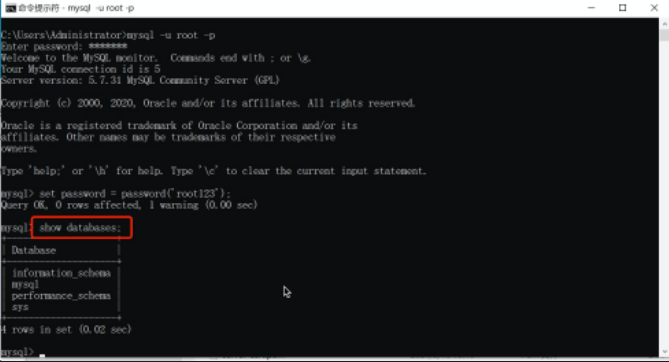 命令提示符 - mysql -u root -p
C:\Users\Administrator>mysql -u root -p
Enter password: *******
Welcome to the MySQL monitor.  Commands end with ; or \g.
Your MySQL connection id is 5
Server version: 5.7.31 MySQL Community Server (GPL)
Copyright (c) 2000, 2020, Oracle and/or its affiliates. All rights reserved.
Oracle is a registered trademark of Oracle Corporation and/or its
affiliates. Other names may be trademarks of their respective
owners.
Type 'help;' or '\h' for help. Type '\c' to clear the current input statement.
mysql> set password = password("root123");
Query OK, 0 rows affected, 1 warning (0.00 sec)
mysql> show databases;
Database
information_schema
mysql
performance_schema
sys
4 rows in set (0.02 sec)
mysql>